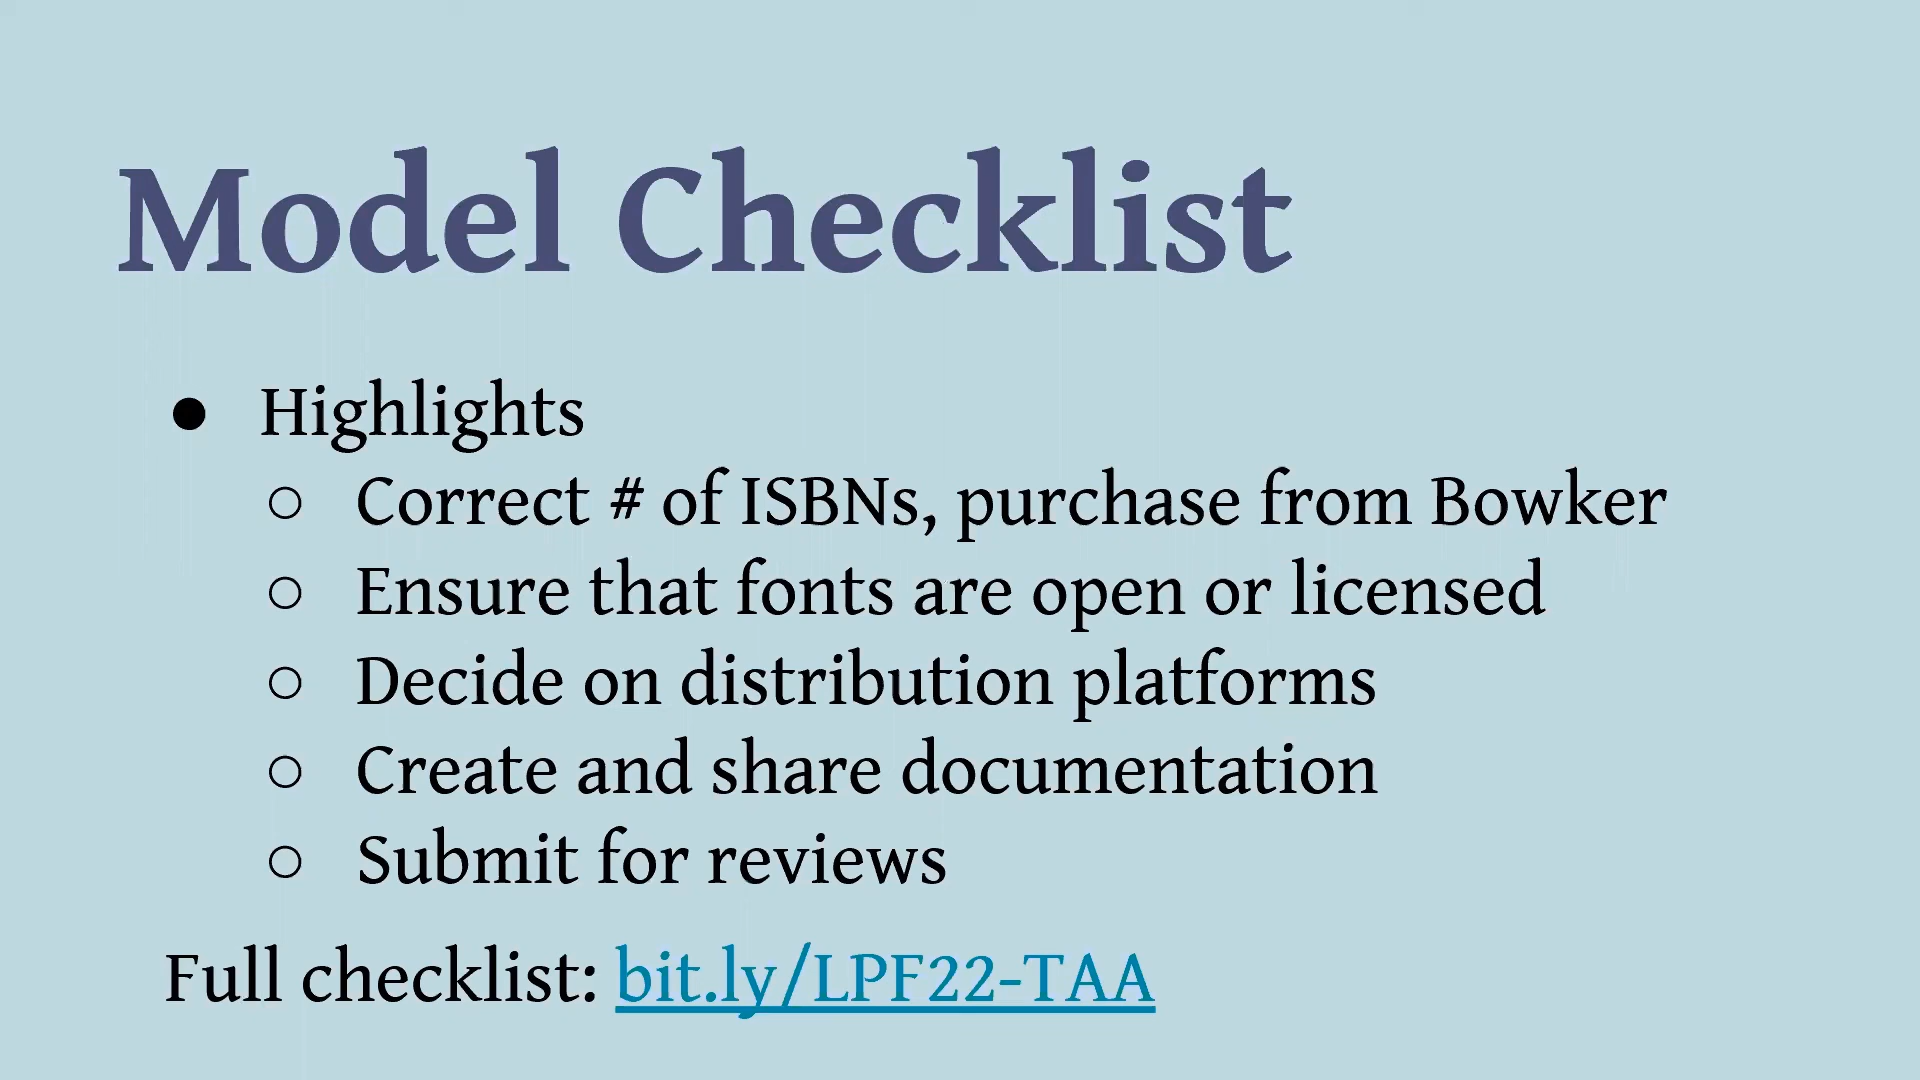 Model Checklist
● Highlights
○ Correct # of ISBNs, purchase from Bowker
○ Ensure that fonts are open or licensed
○ Decide on distribution platforms
○ Create and share documentation
○ Submit for reviews
Full checklist: bit.ly/LPF22-TAA